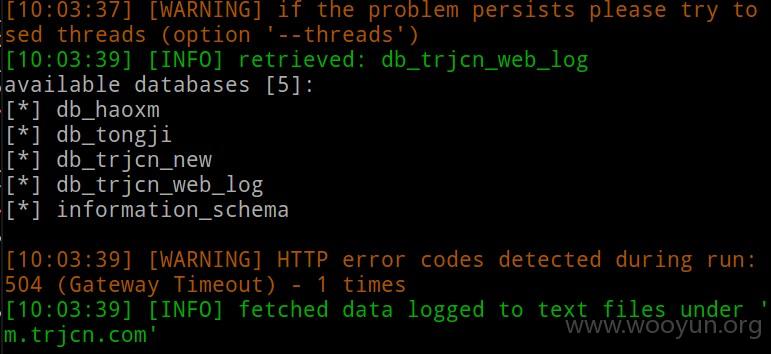 [10:03:37] [WARNING] if the problem persists please try to
sed threads (option '--threads')
[10:03:39] [INFO] retrieved: db_trjcn_web_log
available databases [5]:
[*] db_haoxm
[*] db_tongji
[*] db_trjcn_new
[*] db_trjcn_web_log
[*] information_schema
[10:03:39] [WARNING] HTTP error codes detected during run:
504 (Gateway Timeout) - 1 times
[10:03:39] [INFO] fetched data logged to text files under '
m.trjcn.com'
www.wooyun.org